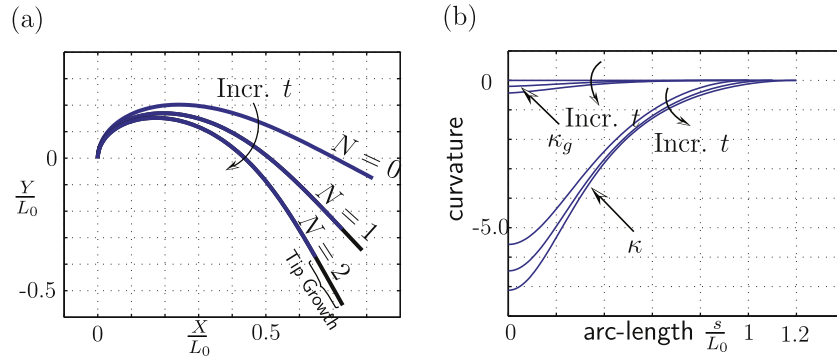 (a)
Incr. t
N = 0
N = 1
N = 2
Tip Growth
Y/L₀
0
-0.5
0
X/L₀
0.5
(b)
curvature
0
-5.0
κ_g
Incr. t
Incr. t
κ
0
arc-length s/L₀
1
1.2